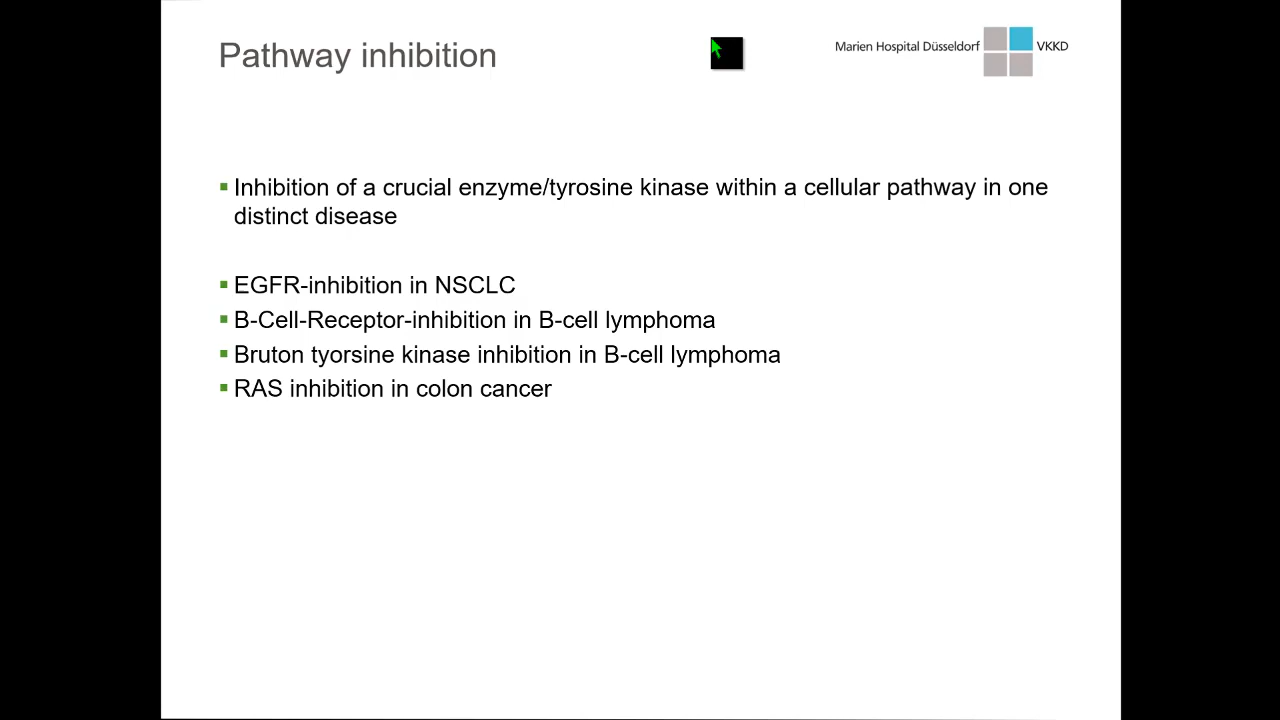 Pathway inhibition
Marien Hospital Düsseldorf VKKD
Inhibition of a crucial enzyme/tyrosine kinase within a cellular pathway in one
distinct disease
EGFR-inhibition in NSCLC
B-Cell-Receptor-inhibition in B-cell lymphoma
Bruton tyorsine kinase inhibition in B-cell lymphoma
RAS inhibition in colon cancer